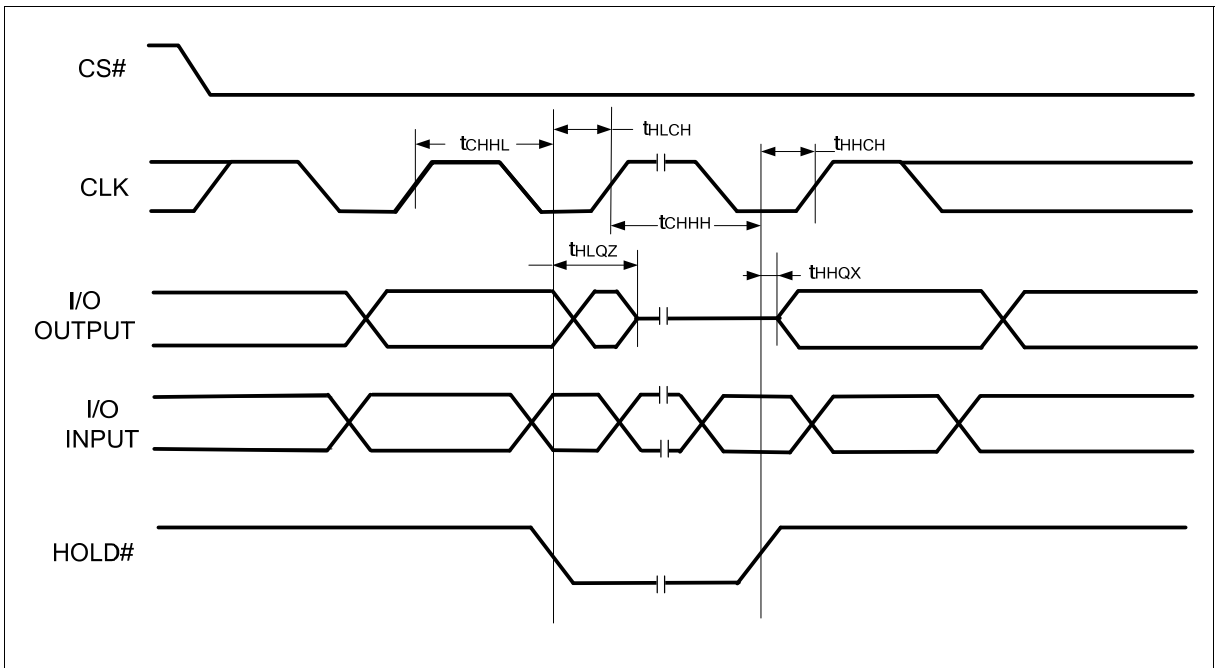 CS#
tHLCH
tCHHL
tHHCH
CLK
tCHHH
tHLQZ
tHHQX
I/O
OUTPUT
I/O
INPUT
HOLD#